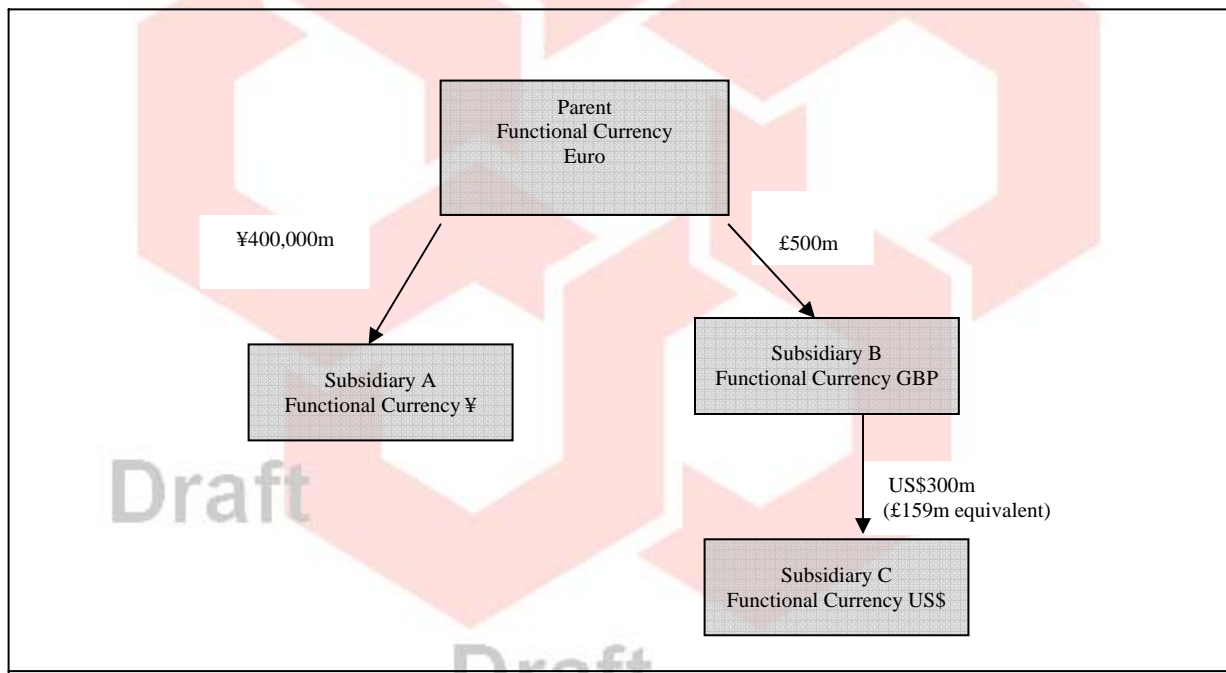 Parent
Functional Currency
Euro
¥400,000m
£500m
Subsidiary A
Functional Currency ¥
Subsidiary B
Functional Currency GBP
Draft
US$300m
(£159m equivalent)
Subsidiary C
Functional Currency US$
Draft